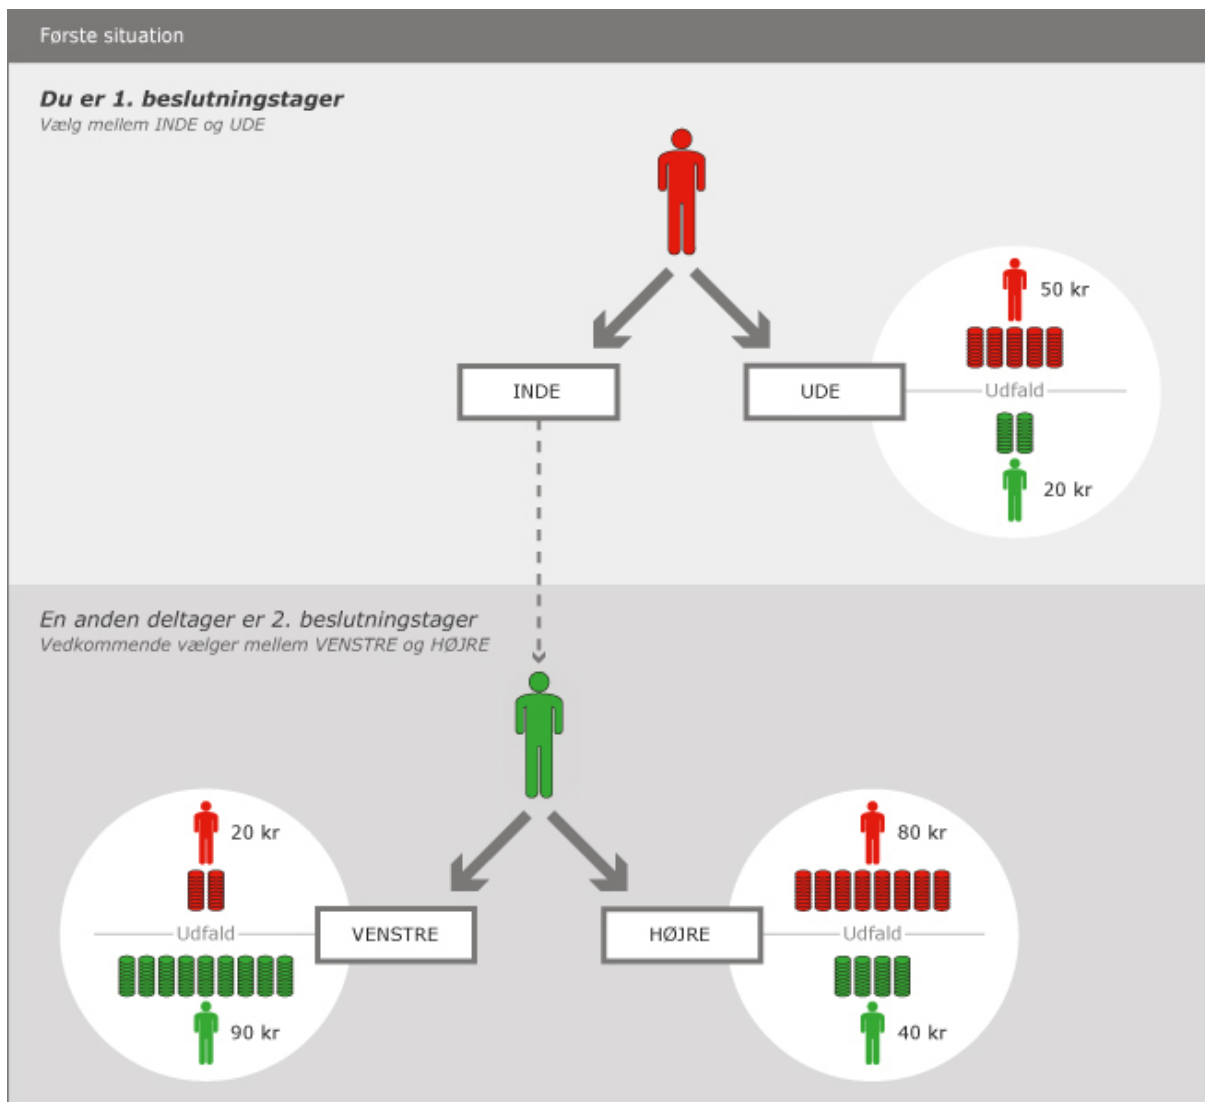 Første situation
Du er 1. beslutningstager
Vælg mellem INDE og UDE
50 kr
INDE
UDE
Udfald
20 kr
En anden deltager er 2. beslutningstager
Vedkommende vælger mellem VENSTRE og HØJRE
20 kr
80 kr
Udfald
VENSTRE
HØJRE
Udfald
90 kr
40 kr